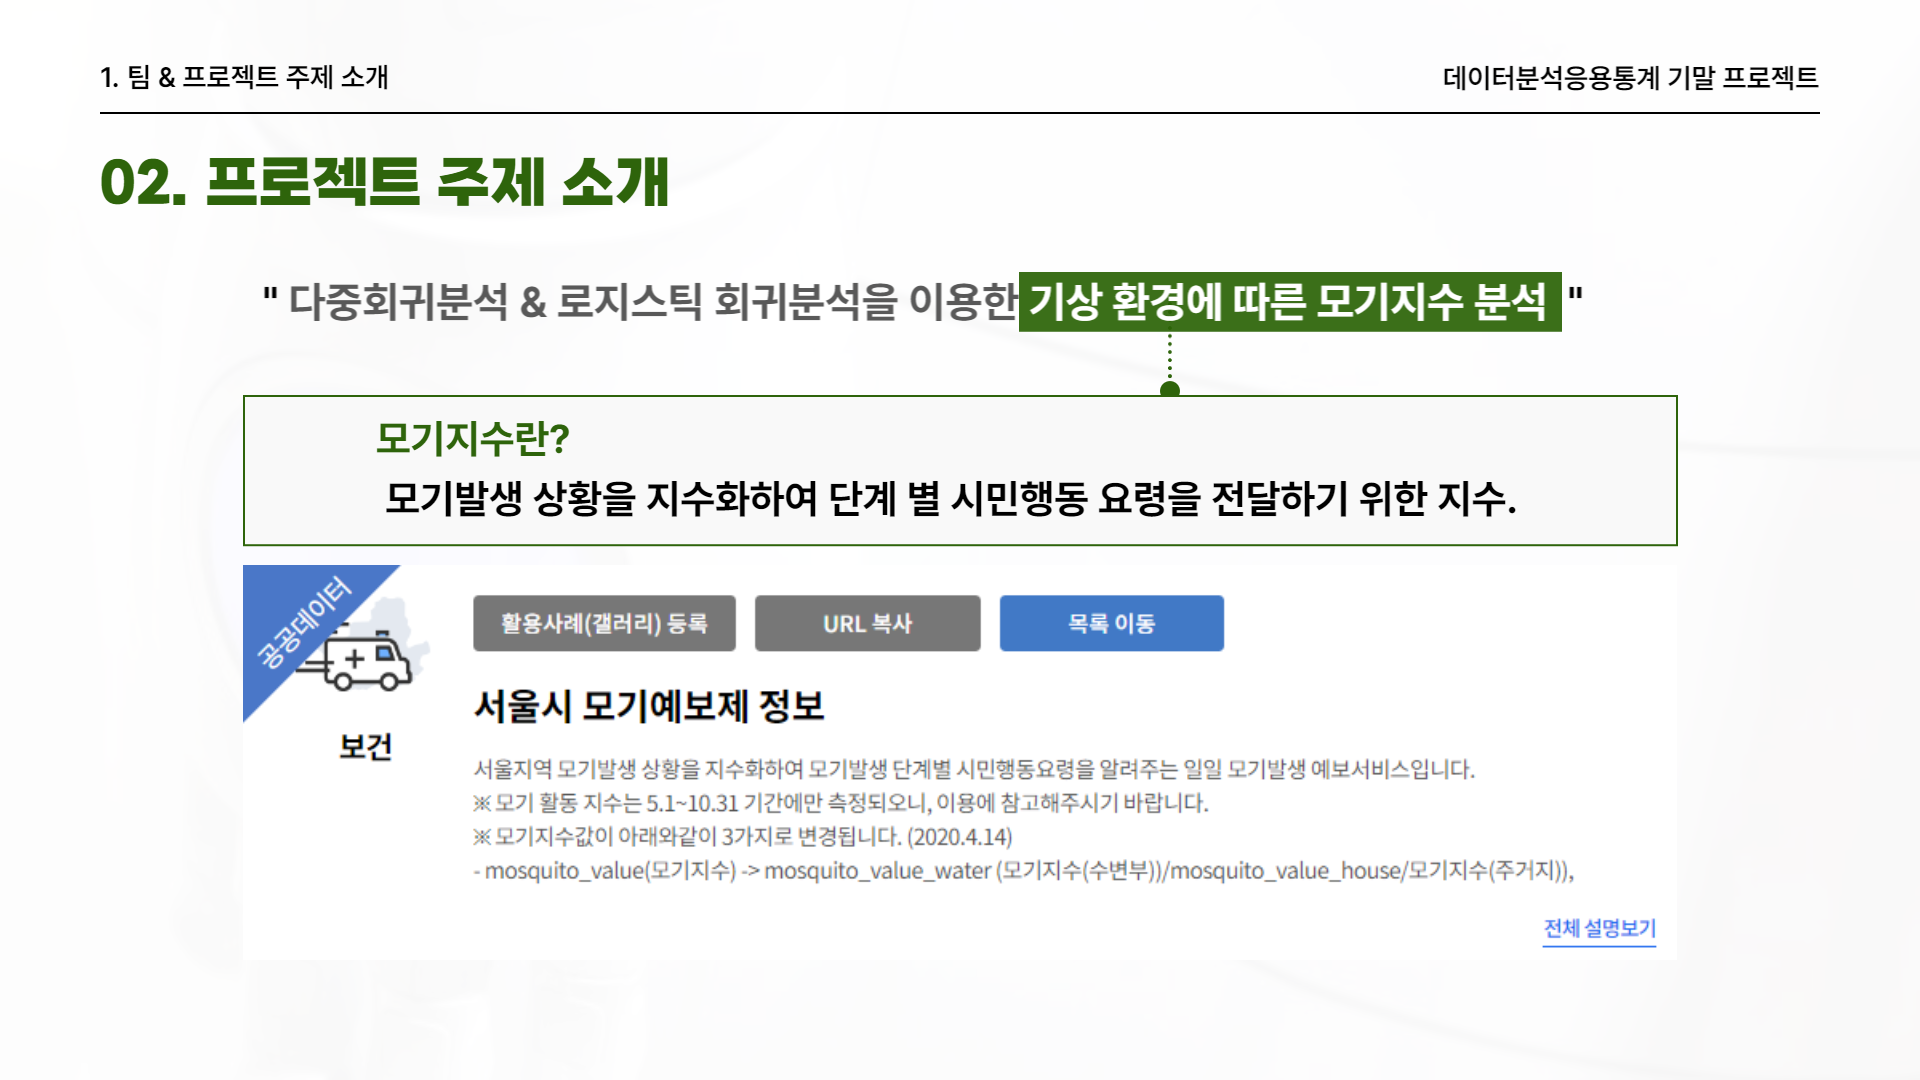 1. 팀 & 프로젝트 주제 소개
데이터분석응용통계 기말 프로젝트
02. 프로젝트 주제 소개
" 다중회귀분석 & 로지스틱 회귀분석을 이용한 기상 환경에 따른 모기지수 분석 "
모기지수란?
모기발생 상황을 지수화하여 단계 별 시민행동 요령을 전달하기 위한 지수.
공공데이터
보건
활용사례(갤러리) 등록
URL 복사
목록 이동
서울시 모기예보제 정보
서울지역 모기발생 상황을 지수화하여 모기발생 단계별 시민행동요령을 알려주는 일일 모기발생 예보서비스입니다.
※ 모기 활동 지수는 5.1~10.31 기간에만 측정되오니, 이용에 참고해주시기 바랍니다.
※ 모기지수값이 아래와같이 3가지로 변경됩니다. (2020.4.14)
- mosquito_value(모기지수) -> mosquito_value_water (모기지수(수변부))/mosquito_value_house/모기지수(주거지)),
전체 설명보기